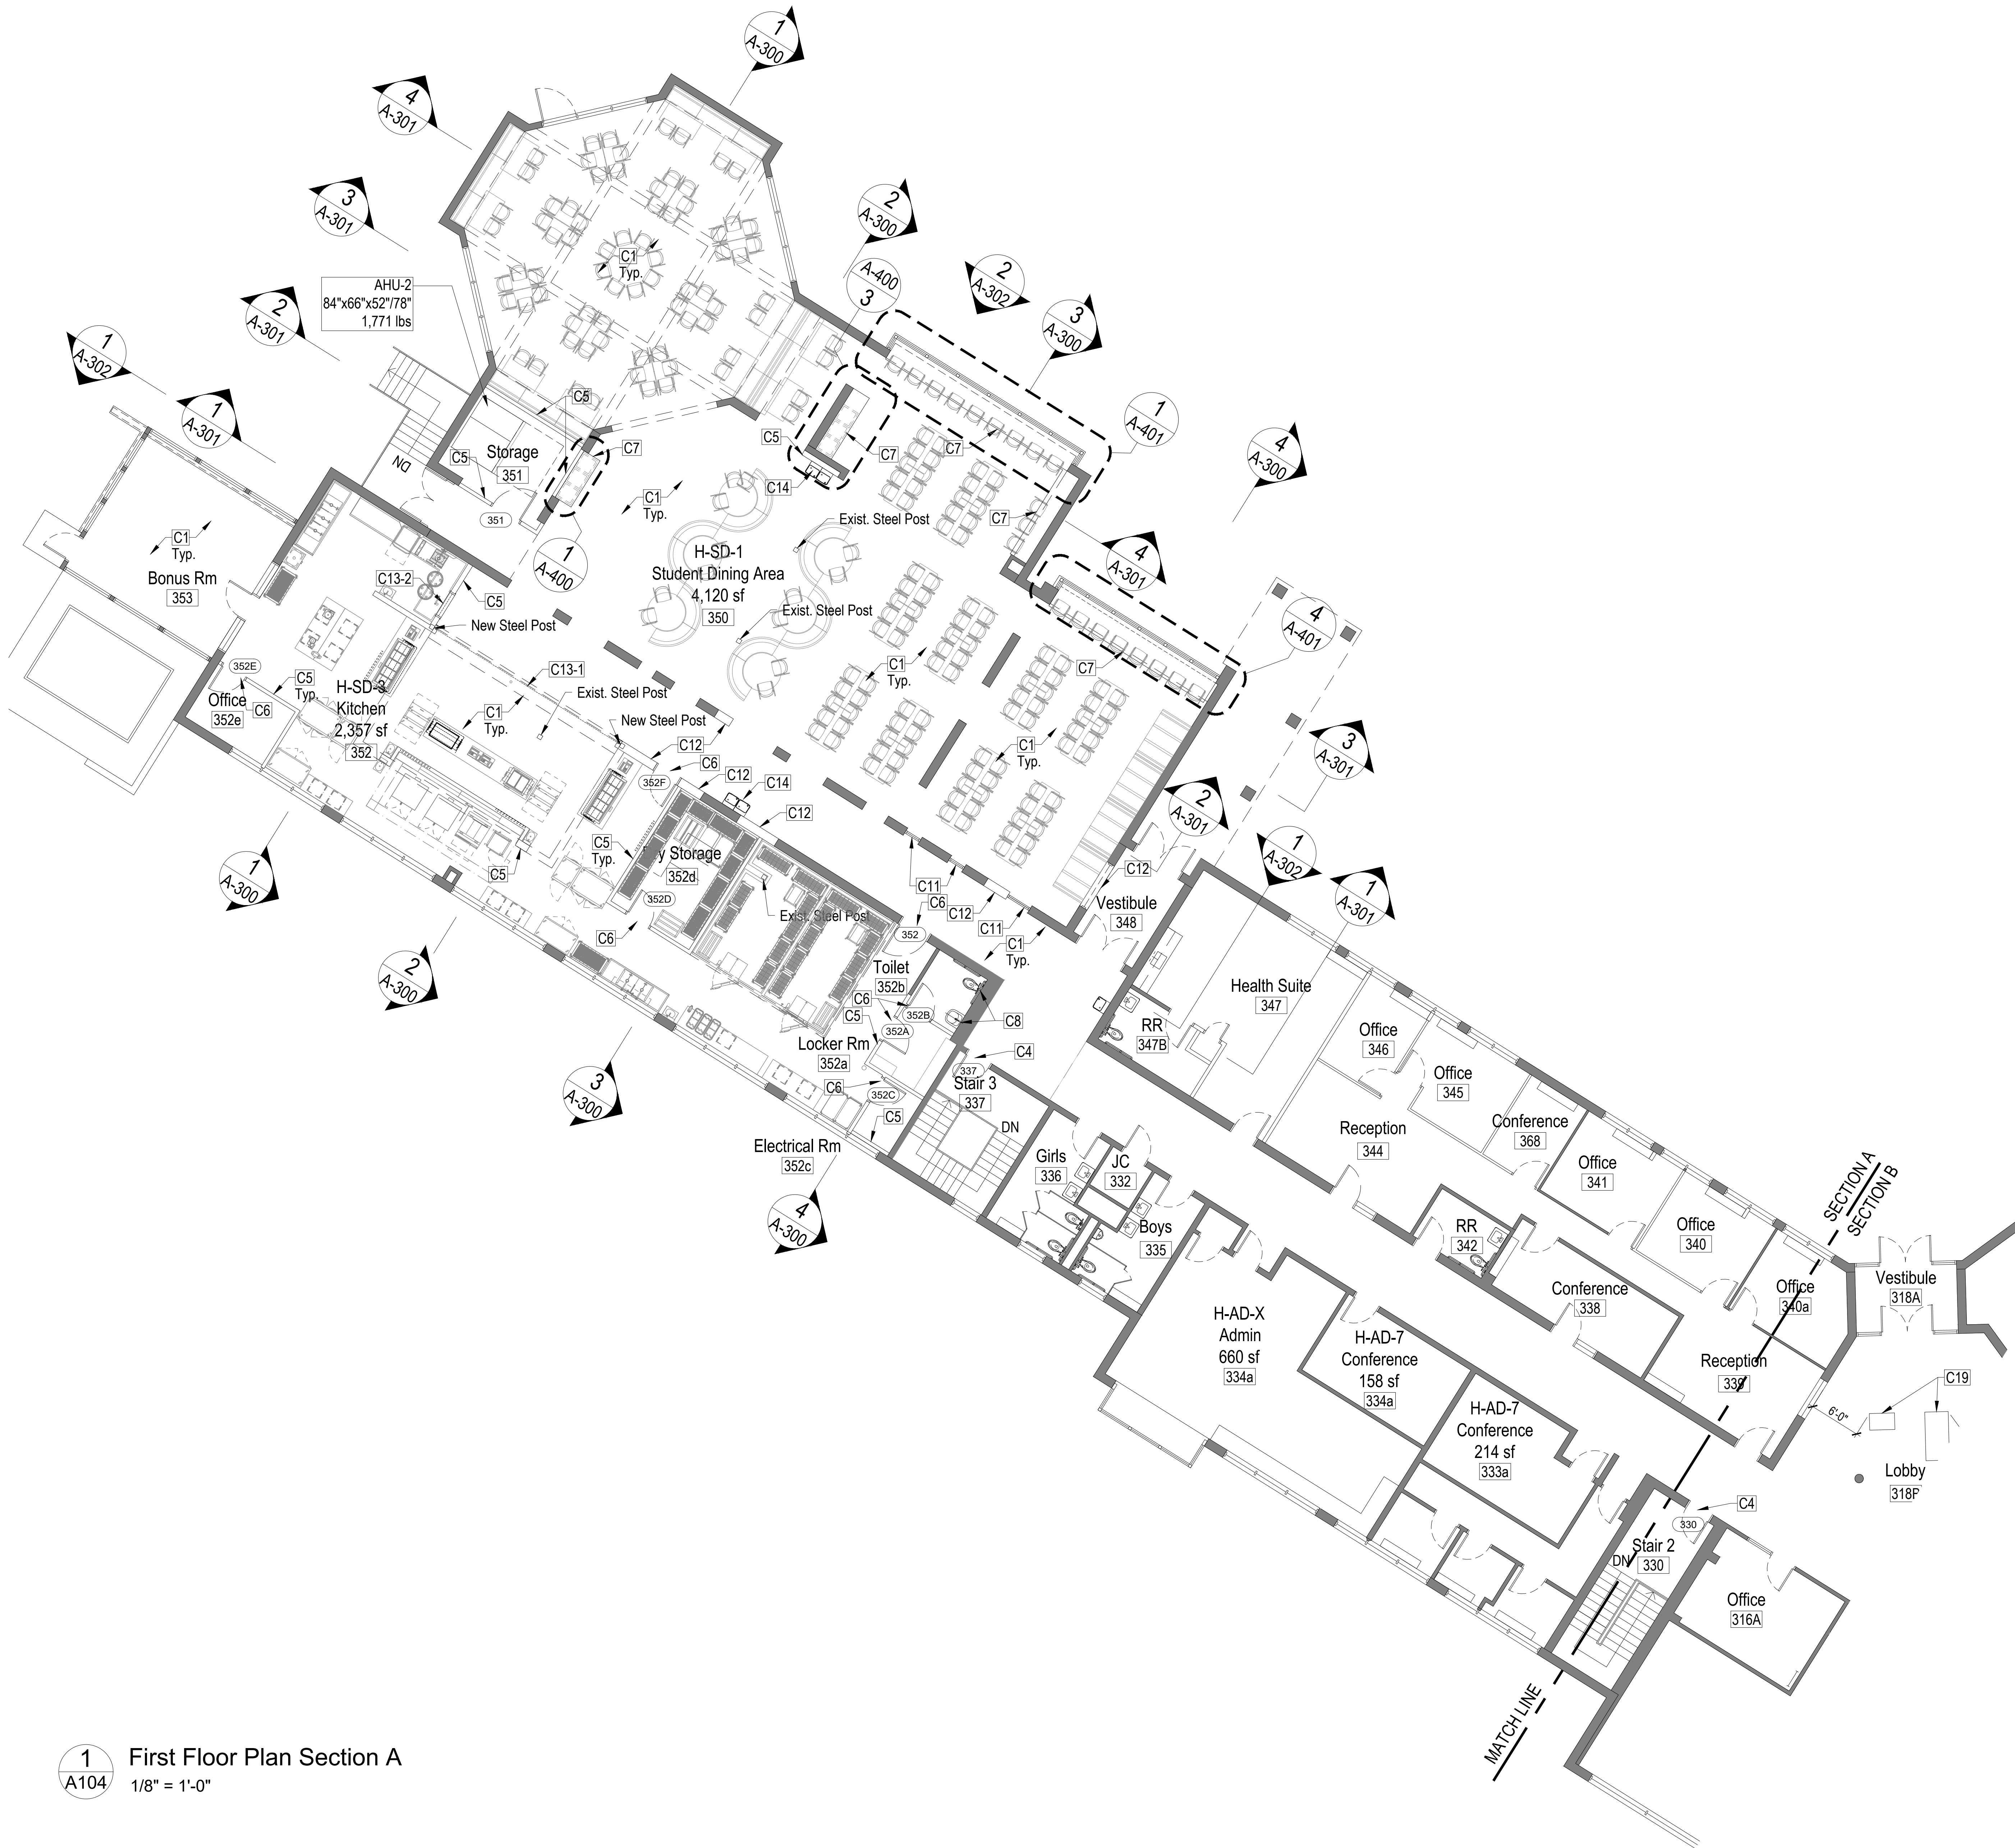 1
A-300
4
A-301
3
A-301
2
A-300
C1
Typ.
A-400
3
2
A-302
AHU-2
84"x66"x52"/78"
1,771 lbs
2
A-301
3
A-300
1
A-302
1
A-301
C5
1
A-401
DN
C5
Storage
351
C7
C5
C7
C7
4
A-300
C14
351
C1
Typ.
C7
Exist. Steel Post
C1
Typ.
1
A-400
H-SD-1
Student Dining Area
4,120 sf
350
4
A-301
Bonus Rm
353
C13-2
C5
New Steel Post
Exist. Steel Post
4
A-401
352E
C5
Typ.
C13-1
C1
Typ.
C7
Office
352e
C6
H-SD-3
Kitchen
2,357 sf
352
Exist. Steel Post
C1
Typ.
New Steel Post
C12
C1
Typ.
3
A-301
C6
352F
C12
C14
2
A-301
C12
1
A-300
C5
Typ.
Dry Storage
352d
C5
1
A-302
C12
352D
C11
C6
Exist. Steel Post
C12
C11
Vestibule
348
1
A-301
C6
352
C1
Typ.
2
A-300
Toilet
352b
Health Suite
347
C6
352B
C5
352A
C8
RR
347B
Office
346
Locker Rm
352a
C4
337
Stair 3
337
Office
345
3
A-300
C6
352C
C5
DN
Conference
368
Reception
344
Electrical Rm
352c
Girls
336
JC
332
Office
341
4
A-300
Boys
335
RR
342
Office
340
SECTION A
SECTION B
Conference
338
Office
340a
Vestibule
318A
H-AD-X
Admin
660 sf
334a
H-AD-7
Conference
158 sf
334a
Reception
339
C19
6'-0"
H-AD-7
Conference
214 sf
333a
Lobby
318F
C4
330
Stair 2
330
DN
Office
316A
MATCH LINE
1
A104
First Floor Plan Section A
1/8" = 1'-0"